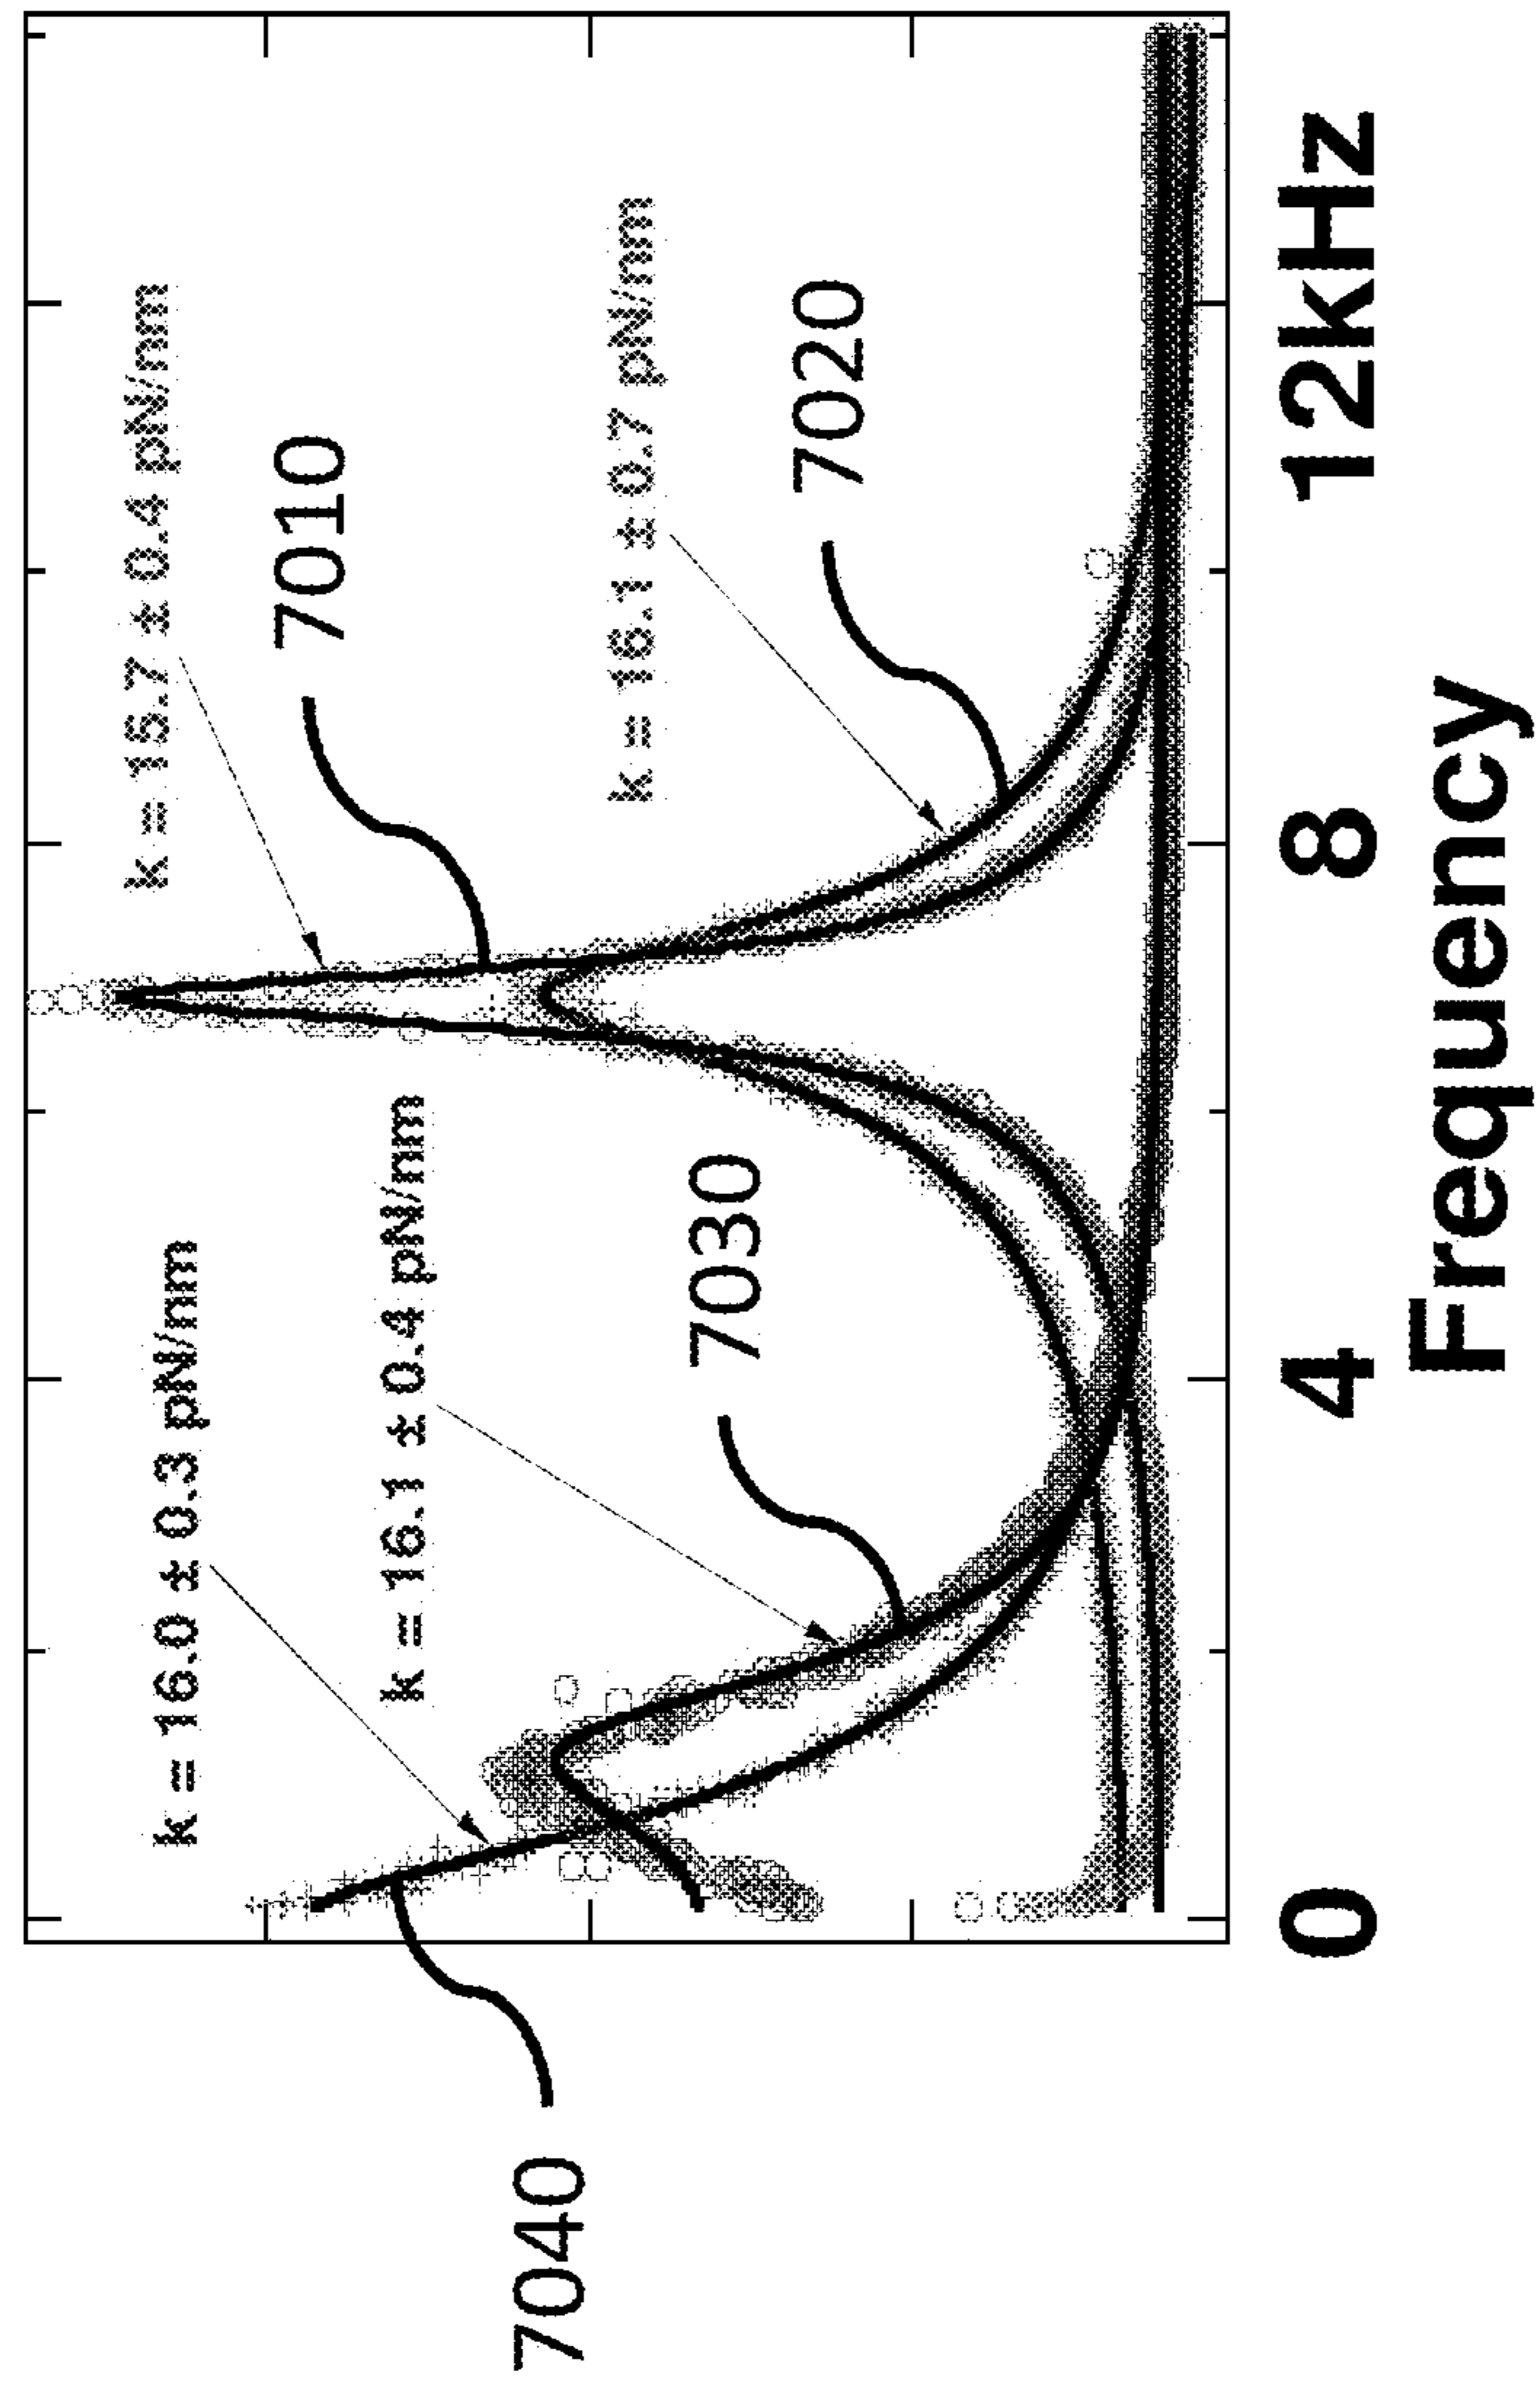 k = 15.7 ± 0.4 pN/nm
k = 16.0 ± 0.3 pN/nm
7010
k = 16.1 ± 0.4 pN/nm
7040
k = 16.1 ± 0.7 pN/nm
7030
7020
0 4 8 12kHz
Frequency